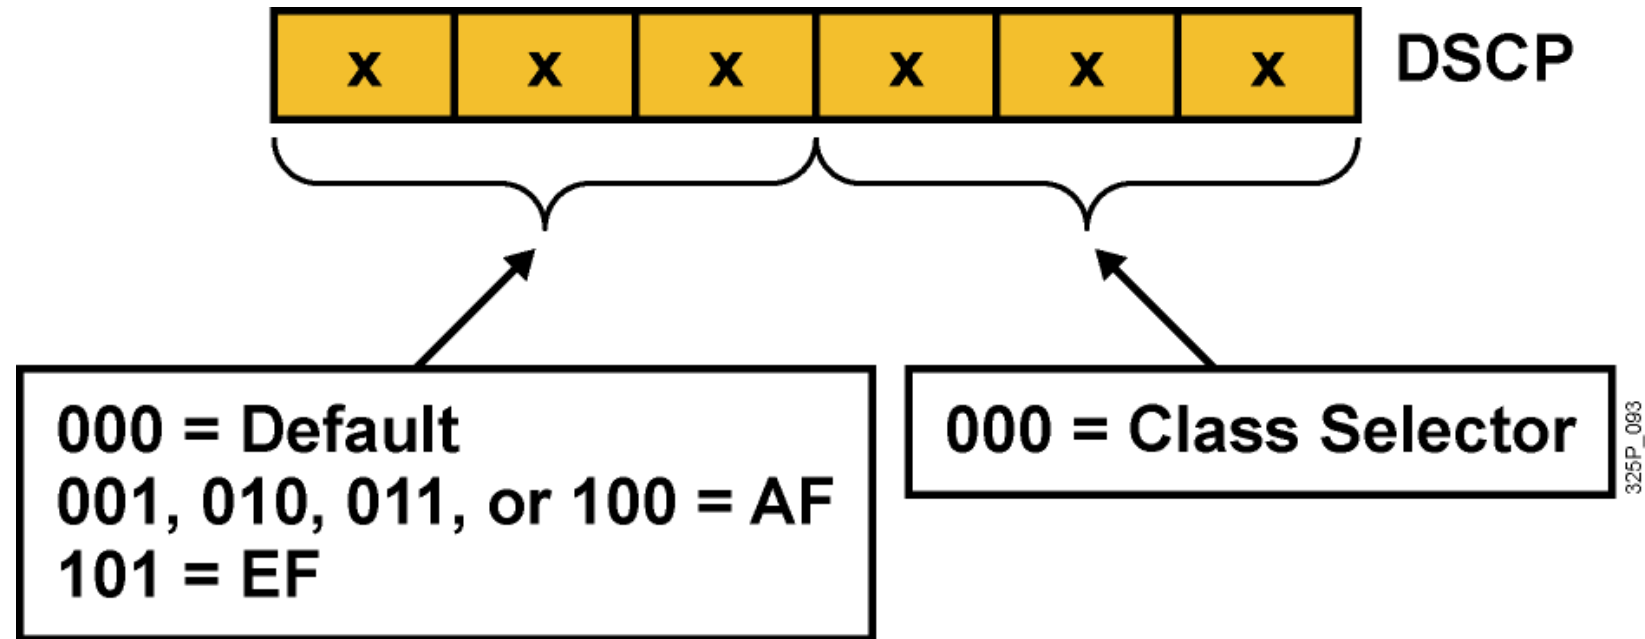 x x x x x x DSCP
000 = Default
001, 010, 011, or 100 = AF
101 = EF
000 = Class Selector
325P_093